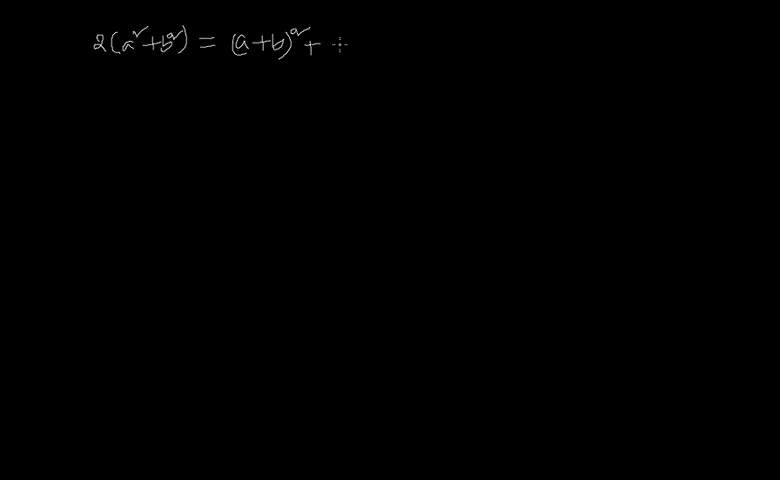 2(a²+b²) = (a+b)² +